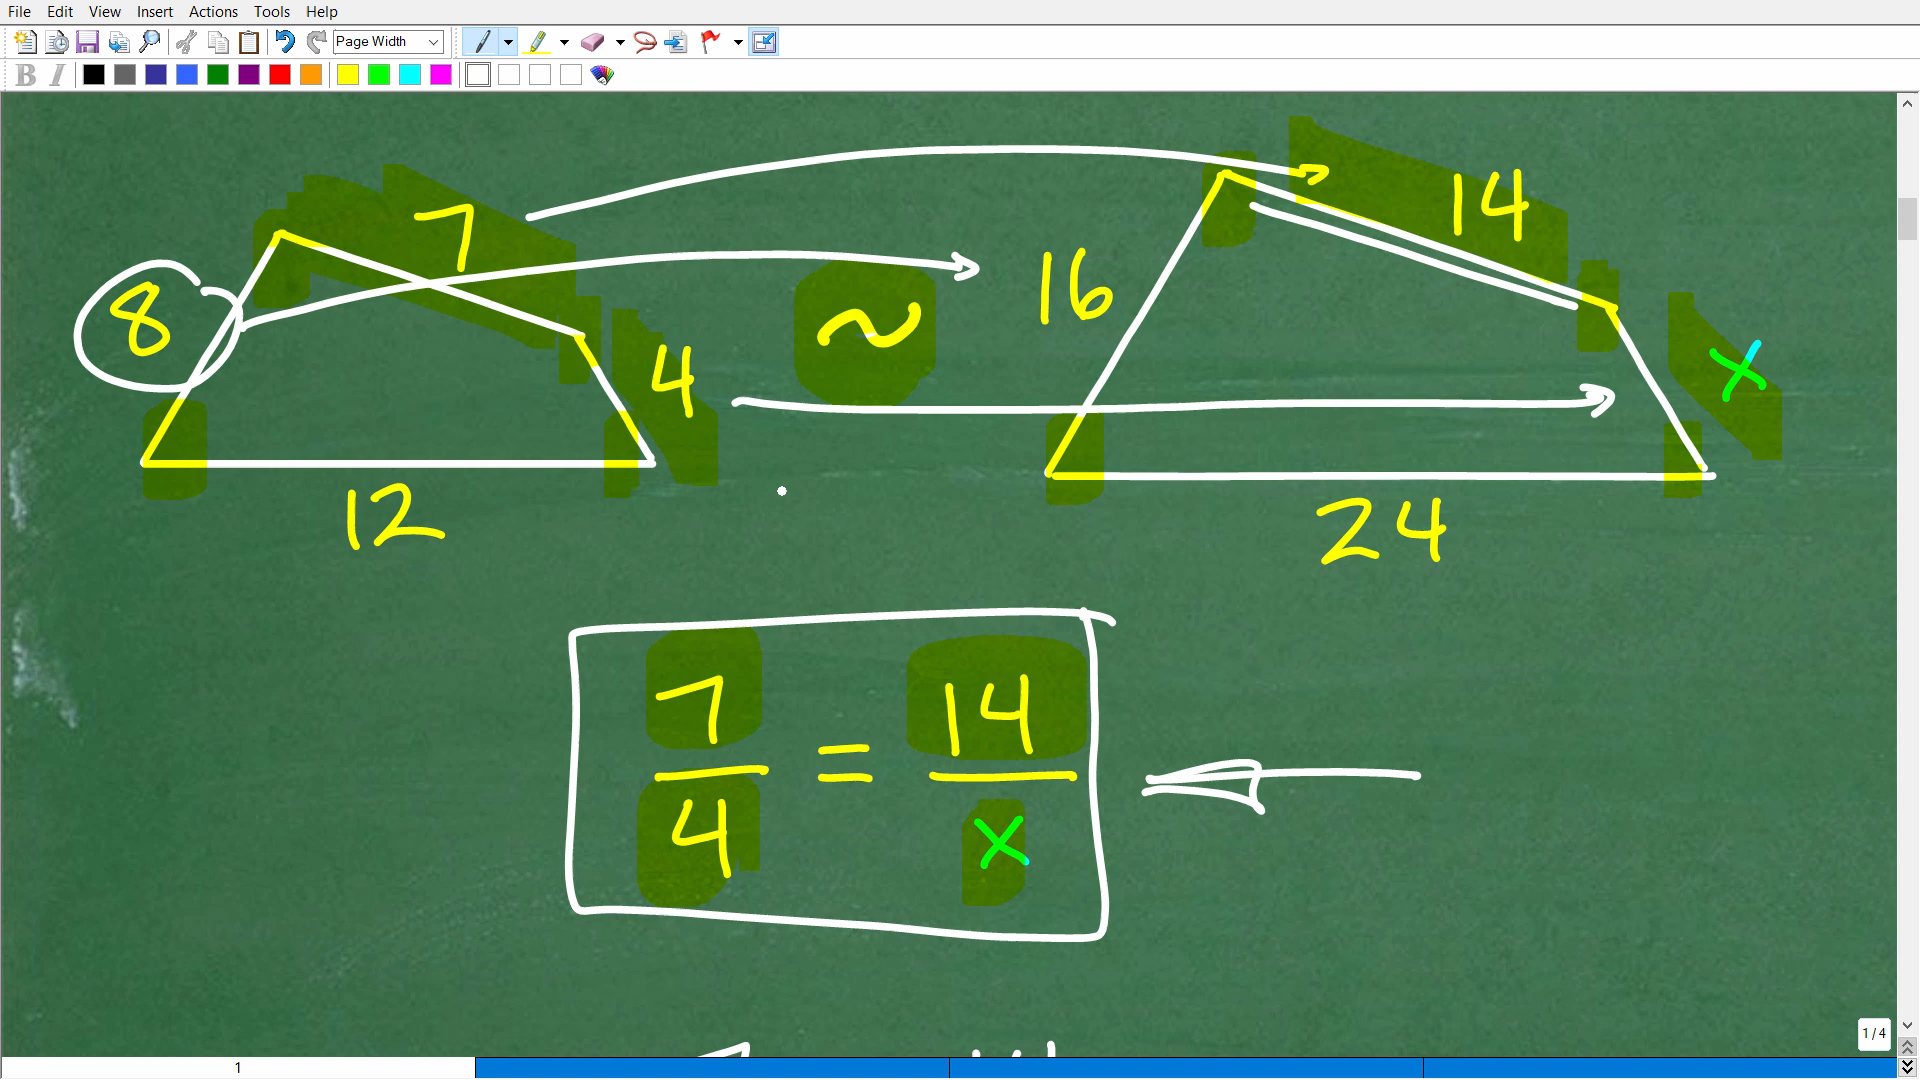 File Edit View Insert Actions Tools Help
Page Width
B I
7
14
8
~
16
4
x
12
24
7/4 = 14/x
1 / 4
1